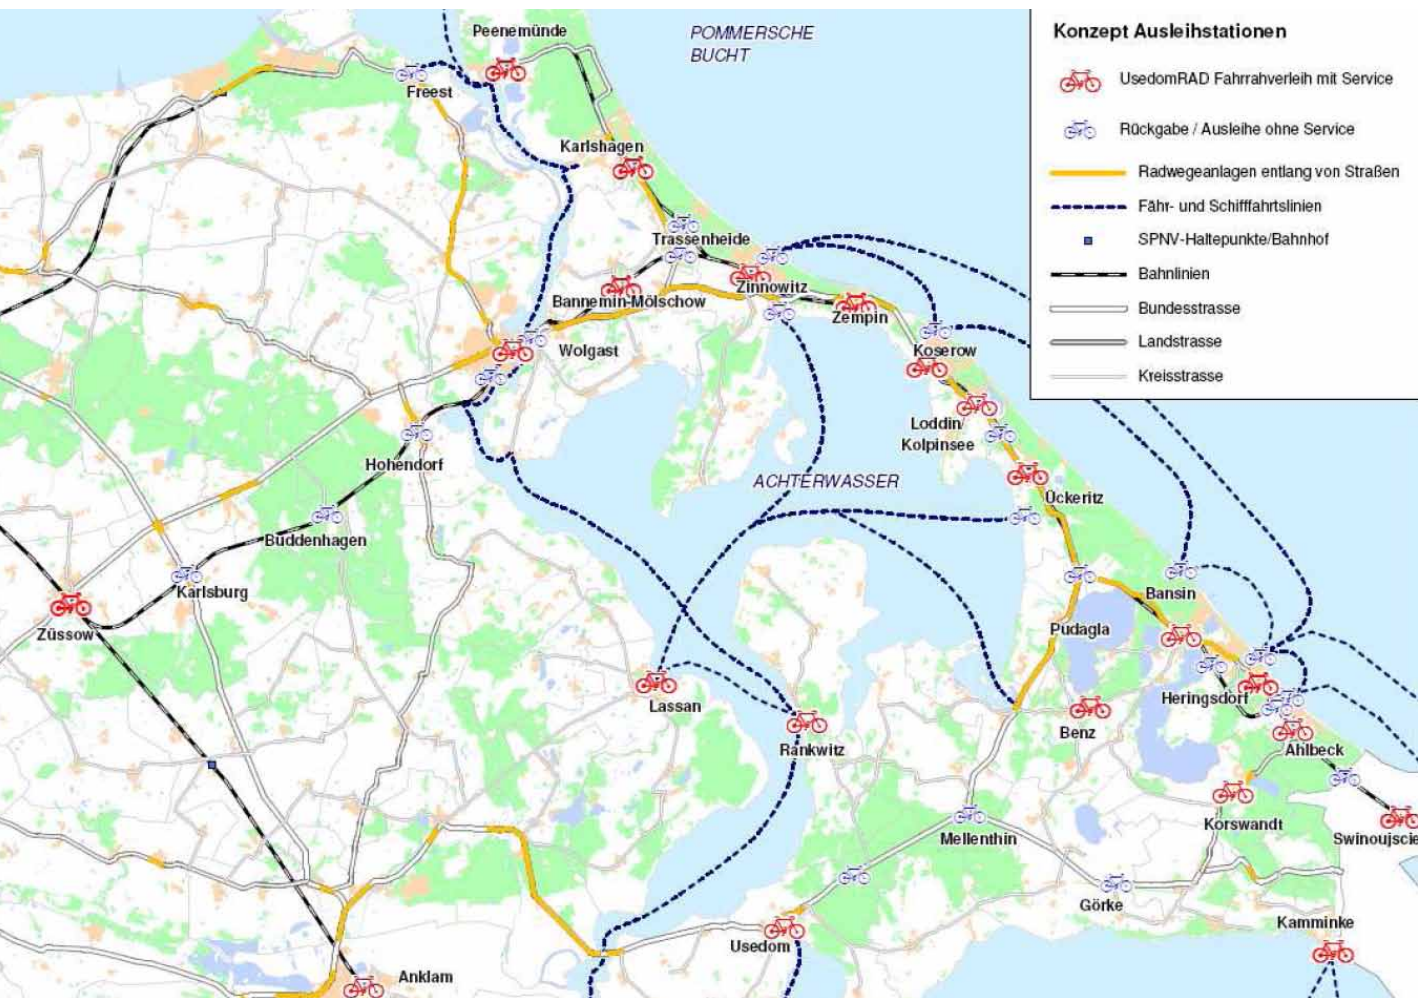 Peenemünde
POMMERSCHE
BUCHT
Freest
Karlshagen
Trassenheide
Zinnowitz
Bannemin-Mölschow
Zempin
Wolgast
Koserow
Loddin/
Kolpinsee
Hohendorf
ACHTERWASSER
Ückeritz
Buddenhagen
Karlsburg
Bansin
Züssow
Pudagla
Lassan
Heringsdorf
Benz
Rankwitz
Ahlbeck
Korswandt
Mellenthin
Swinoujscie
Görke
Kamminke
Usedom
Anklam
Konzept Ausleihstationen
UsedomRAD Fahrrahverleih mit Service
Rückgabe / Ausleihe ohne Service
Radwegeanlagen entlang von Straßen
Fähr- und Schifffahrtslinien
SPNV-Haltepunkte/Bahnhof
Bahnlinien
Bundesstrasse
Landstrasse
Kreisstrasse